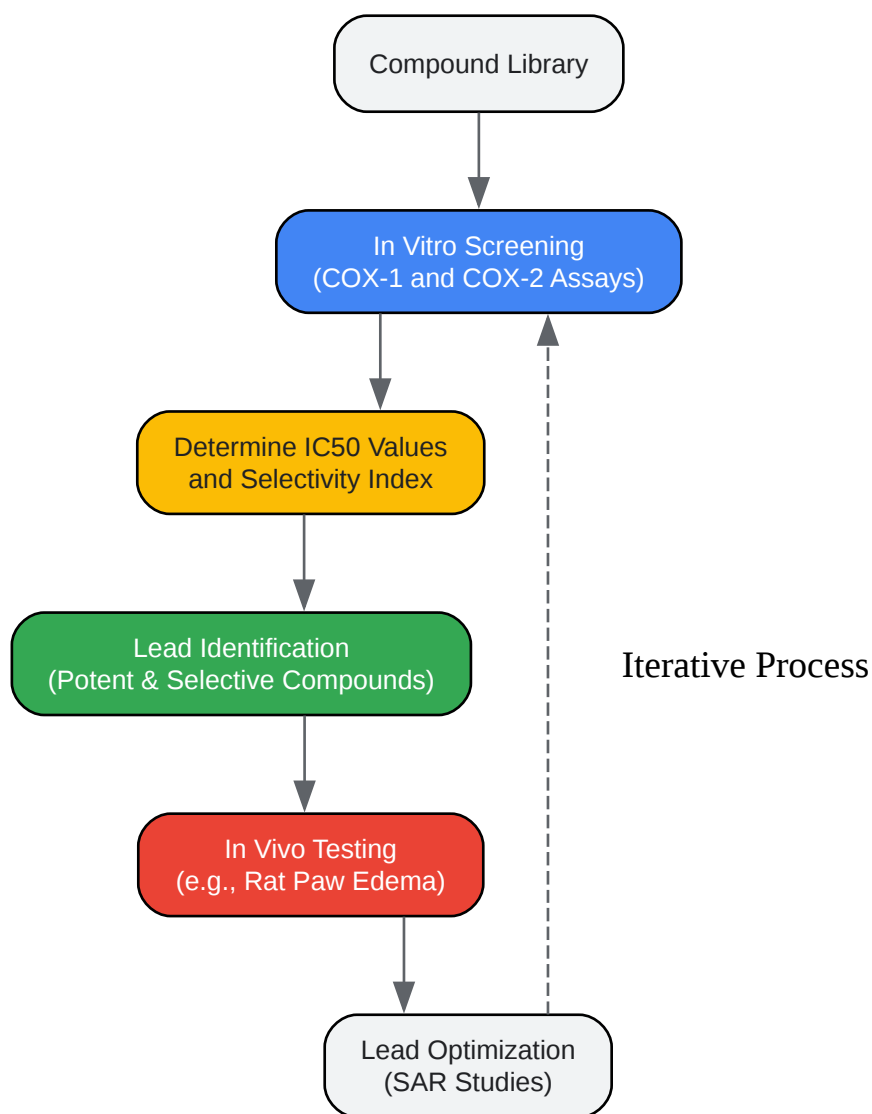 Compound Library
In Vitro Screening
(COX-1 and COX-2 Assays)
Determine IC50 Values
and Selectivity Index
Lead Identification
(Potent & Selective Compounds)
Iterative Process
In Vivo Testing
(e.g., Rat Paw Edema)
Lead Optimization
(SAR Studies)